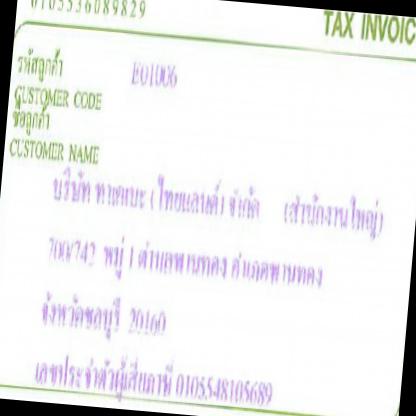 0105536089829
TAX INVOIC
รหัสลูกค้า E01006
CUSTOMER CODE
ชื่อลูกค้า
CUSTOMER NAME
บริษัท ทาคเบะ (ไทยแลนด์) จำกัด (สำนักงานใหญ่)
700/742 หมู่ 1 ตำบลพานทอง อำเภอพานทอง
จังหวัดชลบุรี 20160
เลขประจำตัวผู้เสียภาษี 0105548105689